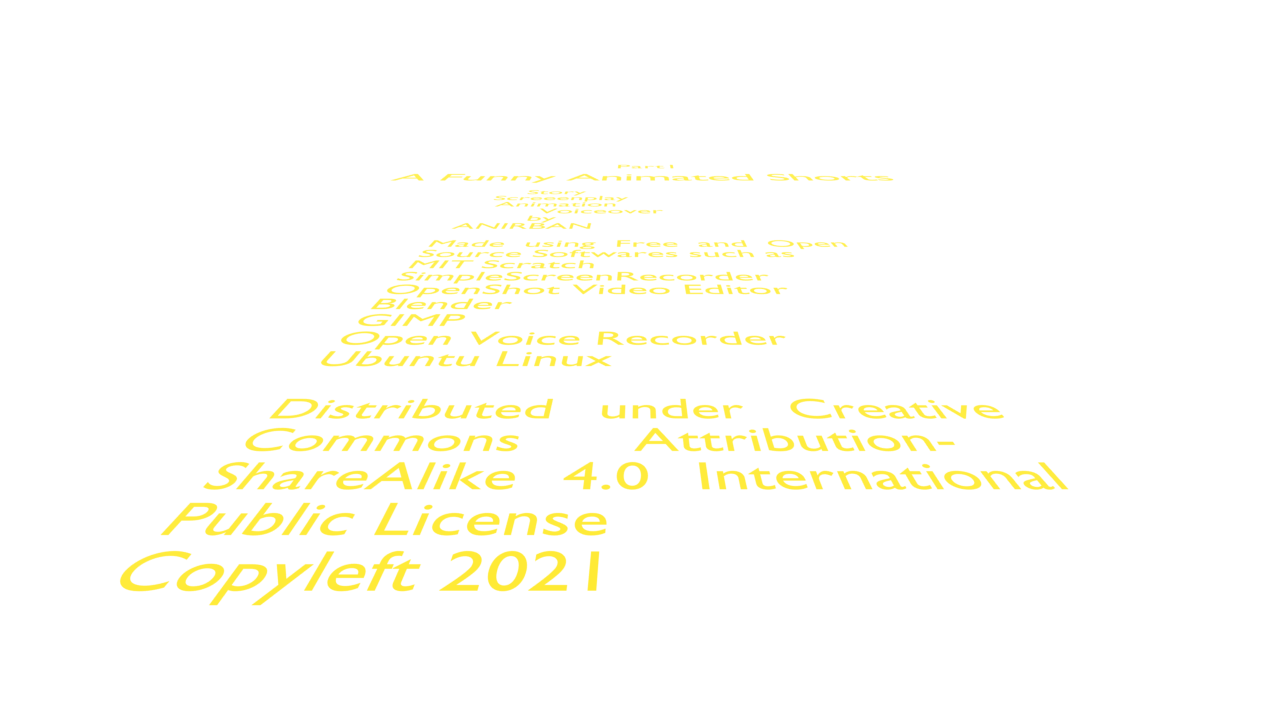 Part I
A Funny Animated Shorts
Story
Screeenplay
Animation
Voiceover
by
ANIRBAN
Made using Free and Open
Source Softwares such as
MIT Scratch
SimpleScreenRecorder
OpenShot Video Editor
Blender
GIMP
Open Voice Recorder
Ubuntu Linux
Distributed under Creative
Commons Attribution-
ShareAlike 4.0 International
Public License
Copyleft 2021